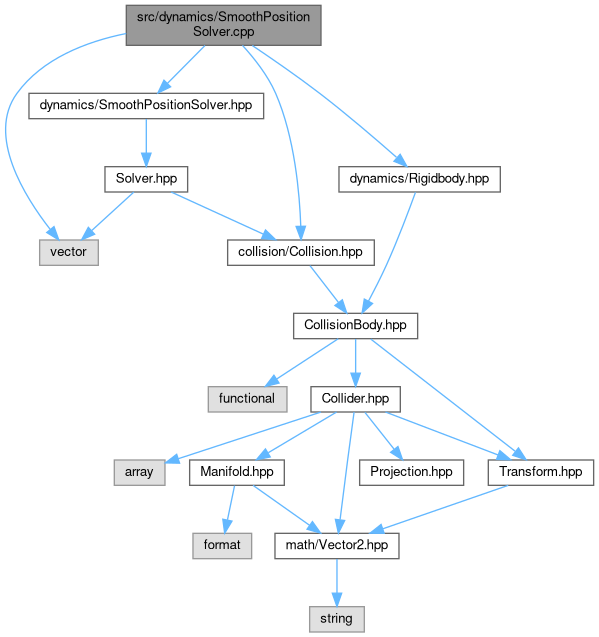 src/dynamics/SmoothPosition
Solver.cpp
dynamics/SmoothPositionSolver.hpp
Solver.hpp
dynamics/Rigidbody.hpp
vector
collision/Collision.hpp
CollisionBody.hpp
functional
Collider.hpp
array
Manifold.hpp
Projection.hpp
Transform.hpp
format
math/Vector2.hpp
string